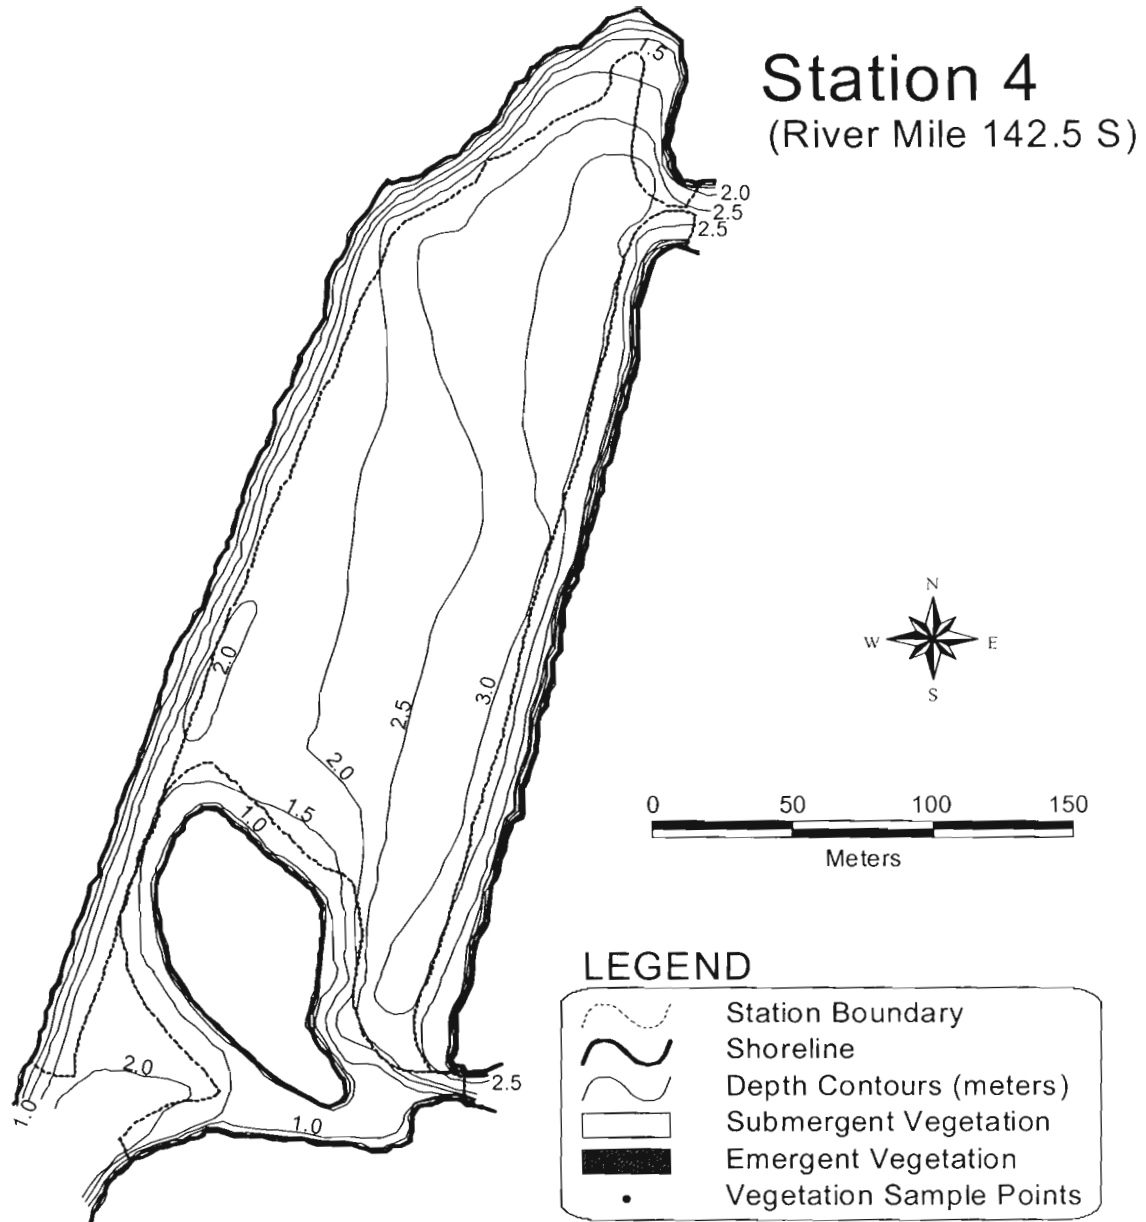 Station 4
(River Mile 142.5 S)
1.5
2.0
2.5
2.5
N
W E
S
2.0
3.0
2.5
2.0
1.5
1.0
0 50 100 150
Meters
LEGEND
Station Boundary
Shoreline
Depth Contours (meters)
Submergent Vegetation
Emergent Vegetation
Vegetation Sample Points
2.0
2.5
1.0
1.0